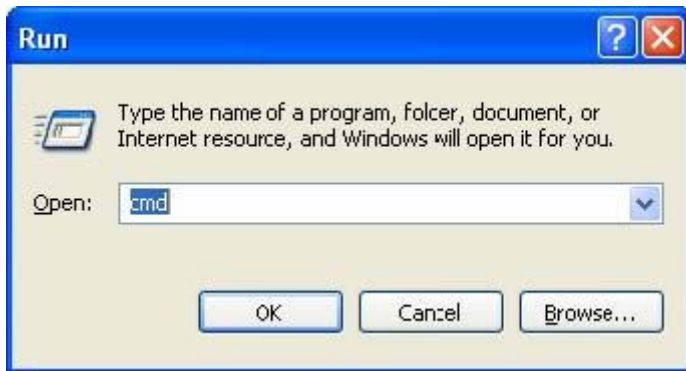 Run
Type the name of a program, folcer, document, or
Internet resource, and Windows will open it for you.
Open: cmd
OK Cancel Browse...